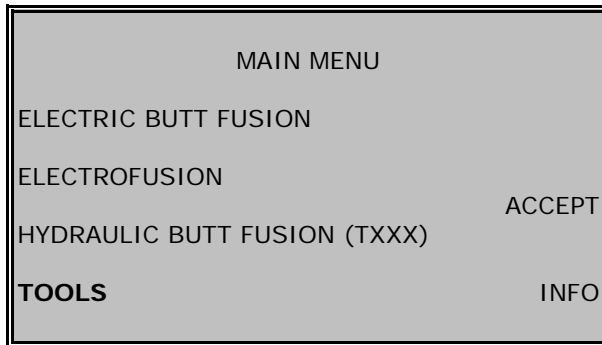 MAIN MENU
ELECTRIC BUTT FUSION
ELECTROFUSION
ACCEPT
HYDRAULIC BUTT FUSION (TXXX)
TOOLS INFO